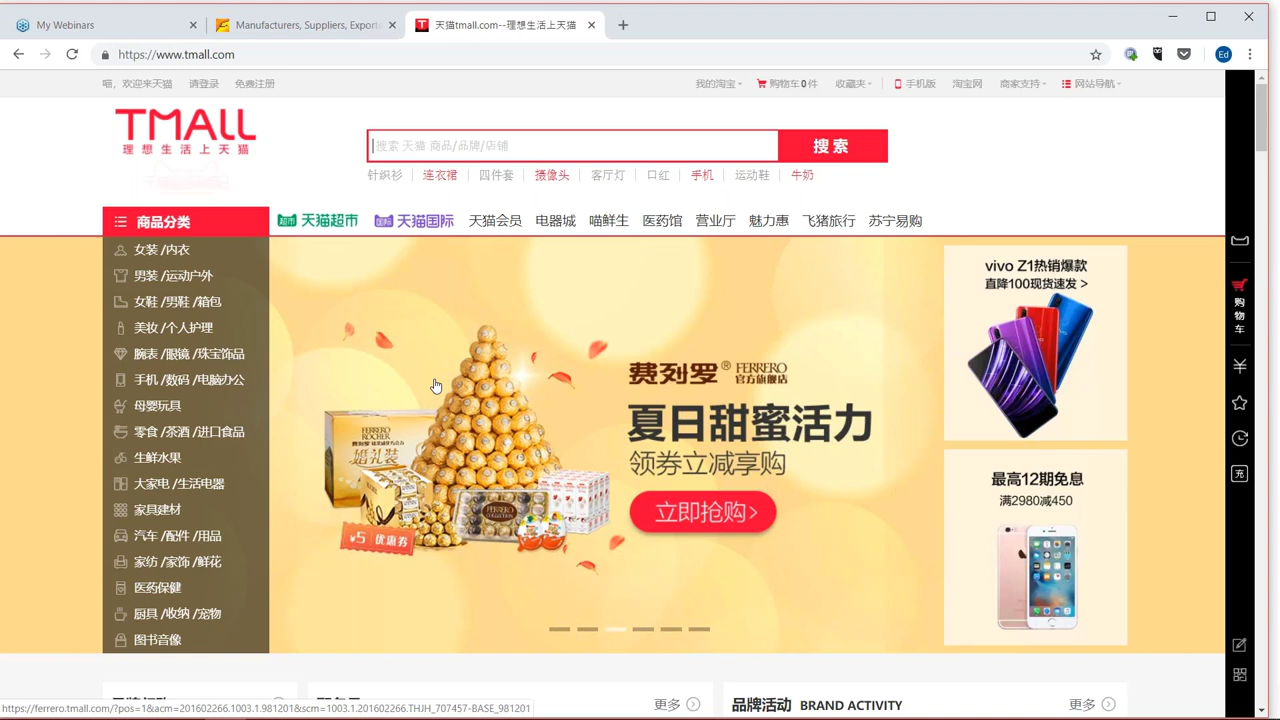 My Webinars
Manufacturers, Suppliers, Export
天猫tmall.com--理想生活上天猫
https://www.tmall.com
Ed
喵，欢迎来天猫 请登录 免费注册
我的淘宝 购物车0件 收藏夹 手机版 淘宝网 商家支持 网站导航
TMALL
理想生活上天猫
搜索 天猫 商品/品牌/店铺
搜索
针织衫 连衣裙 四件套 摄像头 客厅灯 口红 手机 运动鞋 牛奶
商品分类
超市 天猫超市 国际 天猫国际 天猫会员 电器城 喵鲜生 医药馆 营业厅 魅力惠 飞猪旅行 苏宁易购
女装 /内衣
男装 /运动户外
女鞋 /男鞋 /箱包
美妆 /个人护理
腕表 /眼镜 /珠宝饰品
手机 /数码 /电脑办公
母婴玩具
零食 /茶酒 /进口食品
生鲜水果
大家电 /生活电器
家具建材
汽车 /配件 /用品
家纺 /家饰 /鲜花
医药保健
厨具 /收纳 /宠物
图书音像
FERRERO
ROCHER
费列罗
婚礼装
COLLECTION
¥5 优惠券
费列罗® FERRERO
官方旗舰店
夏日甜蜜活力
领券立减享购
立即抢购>
vivo Z1热销爆款
直降100现货速发 >
最高12期免息
满2980减450
购物车
充
更多
更多
品牌活动 BRAND ACTIVITY
https://ferrero.tmall.com/?pos=1&acm=201602266.1003.1.981201&scm=1003.1.201602266.THJH_707457-BASE_981201